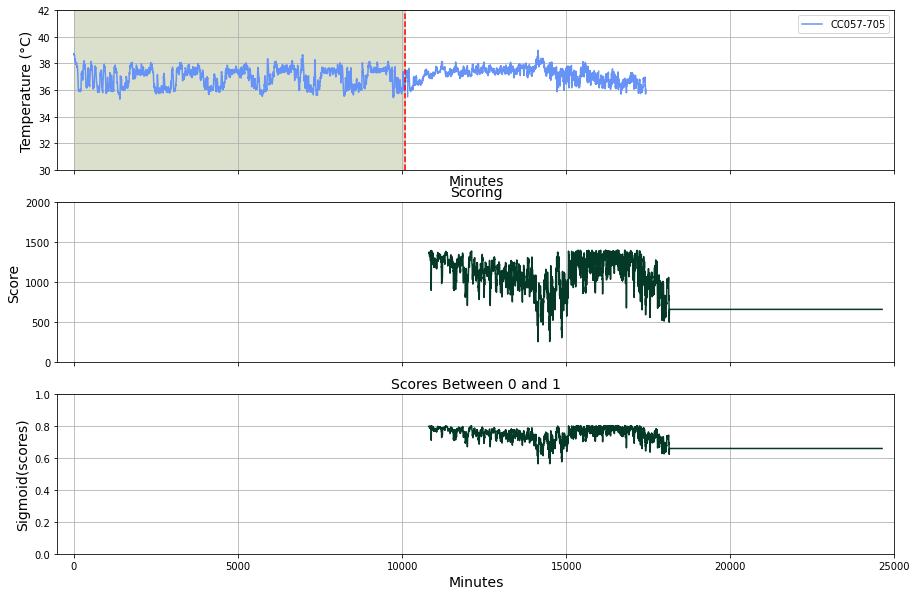 42
40
38
36
34
32
30
Temperature (°C)
CC057-705
Minutes
Scoring
2000
1500
1000
500
0
Score
Scores Between 0 and 1
1.0
0.8
0.6
0.4
0.2
0.0
Sigmoid(scores)
0 5000 10000 15000 20000 25000
Minutes